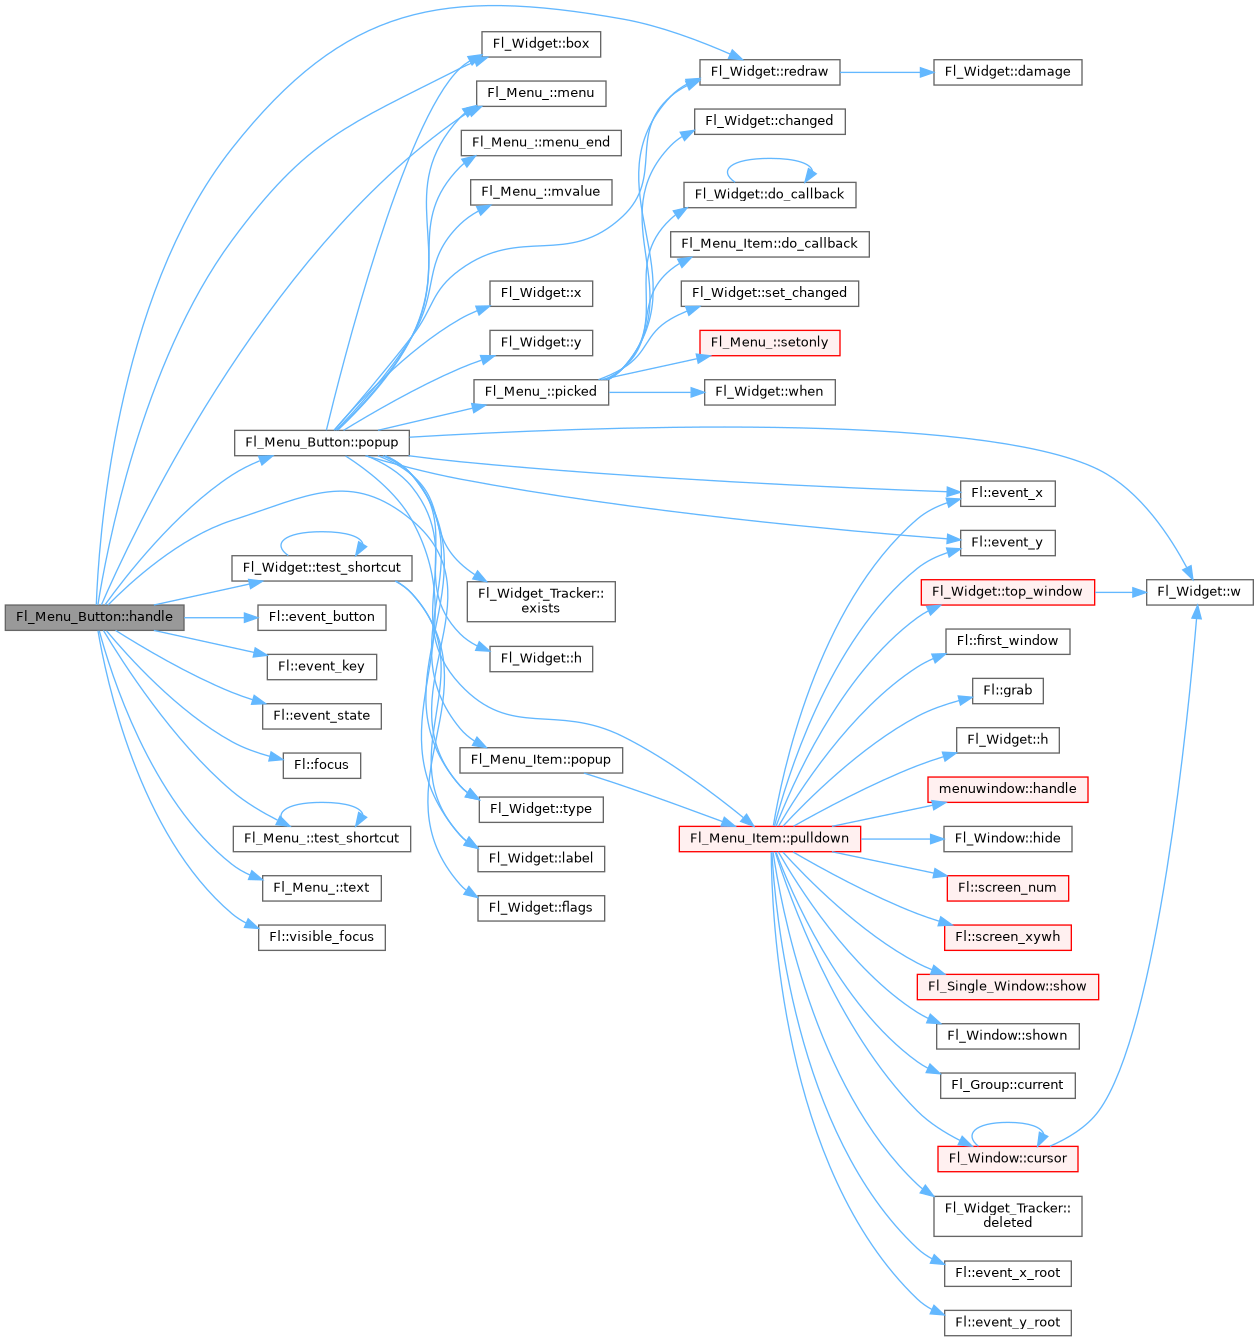 Fl_Menu_Button::handle
Fl_Menu_Button::popup
Fl_Widget::test_shortcut
Fl::event_button
Fl::event_key
Fl::event_state
Fl::focus
Fl_Menu_::test_shortcut
Fl_Menu_::text
Fl::visible_focus
Fl_Widget::box
Fl_Menu_::menu
Fl_Menu_::menu_end
Fl_Menu_::mvalue
Fl_Widget::x
Fl_Widget::y
Fl_Menu_::picked
Fl_Widget_Tracker::
exists
Fl_Widget::h
Fl_Menu_Item::popup
Fl_Widget::type
Fl_Widget::label
Fl_Widget::flags
Fl_Widget::redraw
Fl_Widget::changed
Fl_Widget::do_callback
Fl_Menu_Item::do_callback
Fl_Widget::set_changed
Fl_Menu_::setonly
Fl_Widget::when
Fl_Menu_Item::pulldown
Fl_Widget::damage
Fl::event_x
Fl::event_y
Fl_Widget::top_window
Fl::first_window
Fl::grab
Fl_Widget::h
menuwindow::handle
Fl_Window::hide
Fl::screen_num
Fl::screen_xywh
Fl_Single_Window::show
Fl_Window::shown
Fl_Group::current
Fl_Window::cursor
Fl_Widget_Tracker::
deleted
Fl::event_x_root
Fl::event_y_root
Fl_Widget::w